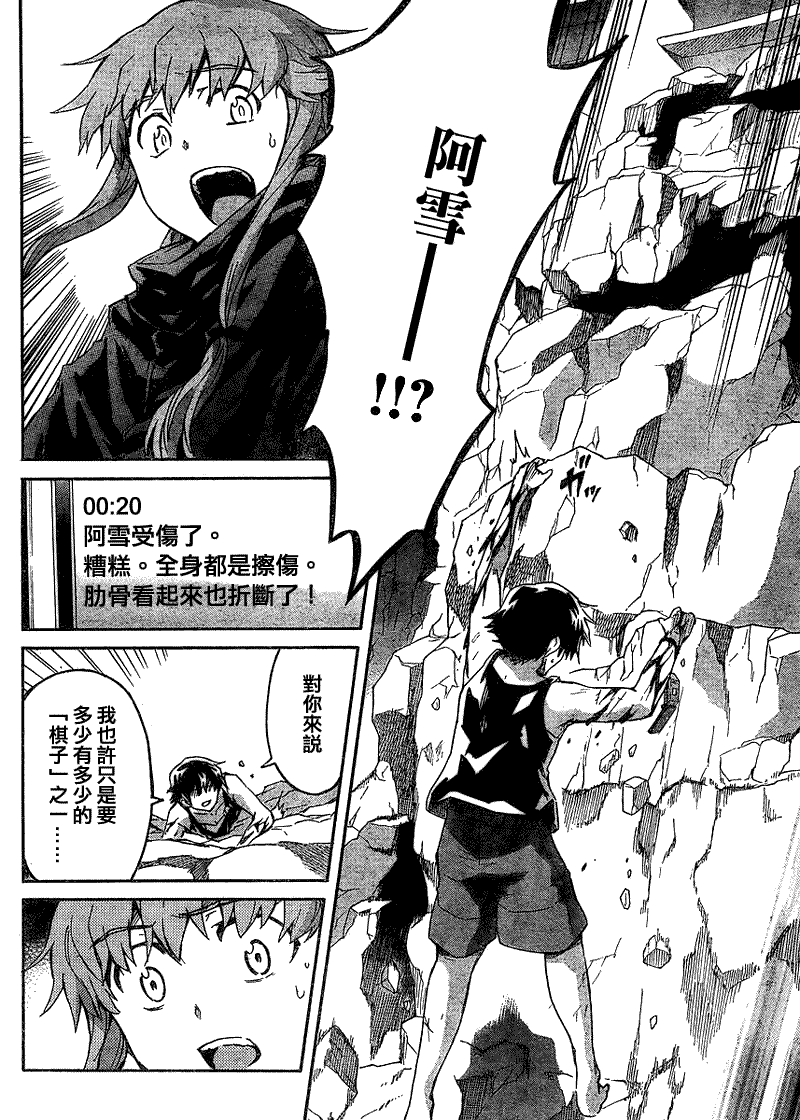 阿雪——!!?
ガッ
00:20
阿雪受傷了。
糟糕。全身都是擦傷。
肋骨看起來也折斷了！
對你來說
我也許只是要
多少有多少的
「棋子」之一……